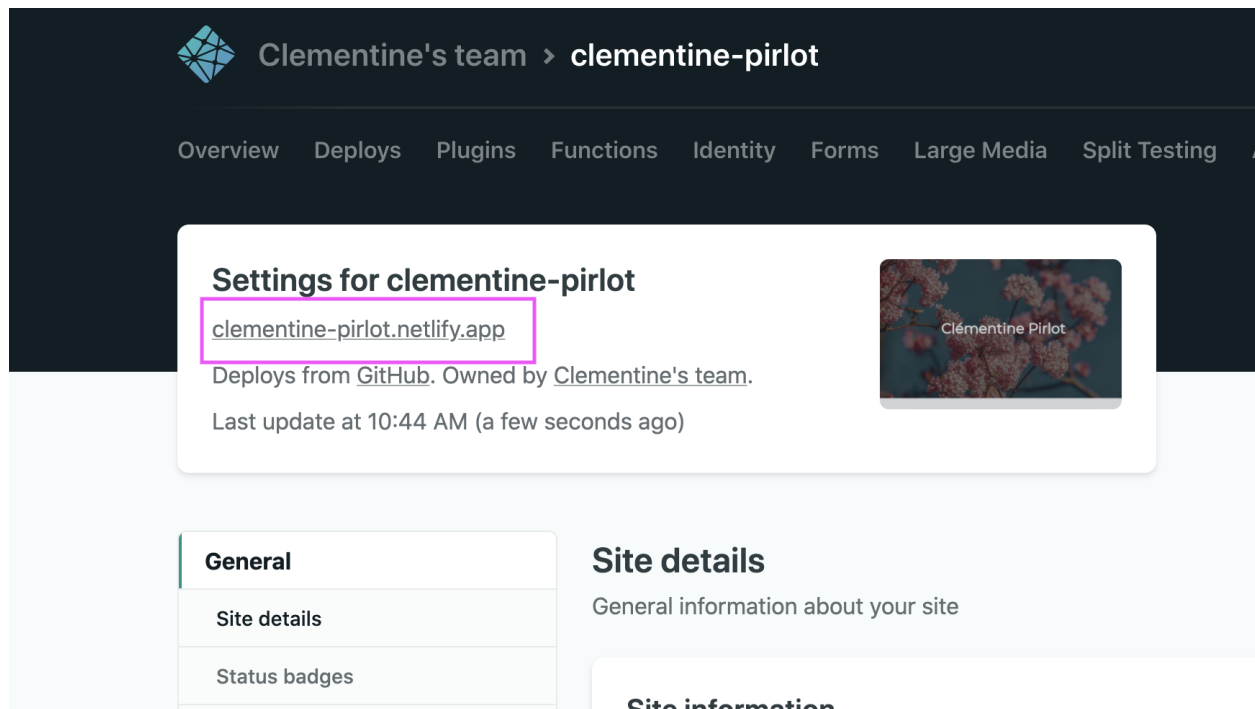 Clementine's team > clementine-pirlot
Overview Deploys Plugins Functions Identity Forms Large Media Split Testing
Settings for clementine-pirlot
clementine-pirlot.netlify.app
Deploys from GitHub. Owned by Clementine's team.
Last update at 10:44 AM (a few seconds ago)
Clémentine Pirlot
General
Site details
Status badges
Site details
General information about your site
Site information